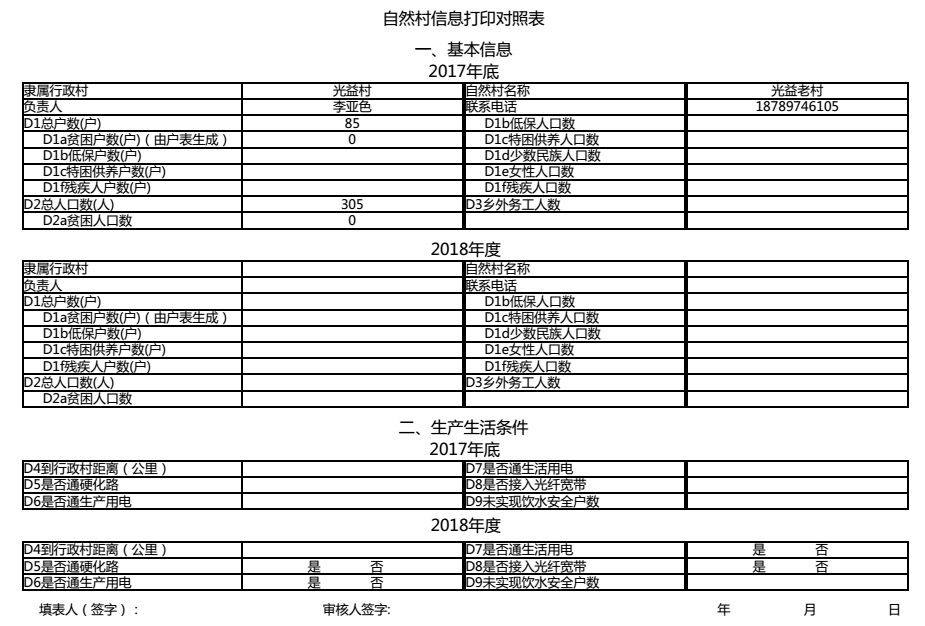 自然村信息打印对照表
一、基本信息
2017年底
隶属行政村 光益村 自然村名称 光益老村
负责人 李亚色 联系电话 18789746105
D1总户数(户) 85 D1b低保人口数
D1a贫困户数(户)（由户表生成） 0 D1c特困供养人口数
D1b低保户数(户) D1d少数民族人口数
D1c特困供养户数(户) D1e女性人口数
D1f残疾人户数(户) D1f残疾人口数
D2总人口数(人) 305 D3乡外务工人数
D2a贫困人口数 0
2018年度
隶属行政村 自然村名称
负责人 联系电话
D1总户数(户) D1b低保人口数
D1a贫困户数(户)（由户表生成） D1c特困供养人口数
D1b低保户数(户) D1d少数民族人口数
D1c特困供养户数(户) D1e女性人口数
D1f残疾人户数(户) D1f残疾人口数
D2总人口数(人) D3乡外务工人数
D2a贫困人口数
二、生产生活条件
2017年底
D4到行政村距离（公里） D7是否通生活用电
D5是否通硬化路 D8是否接入光纤宽带
D6是否通生产用电 D9未实现饮水安全户数
2018年度
D4到行政村距离（公里） D7是否通生活用电 是 否
D5是否通硬化路 是 否 D8是否接入光纤宽带 是 否
D6是否通生产用电 是 否 D9未实现饮水安全户数
填表人（签字）: 审核人签字: 年 月 日